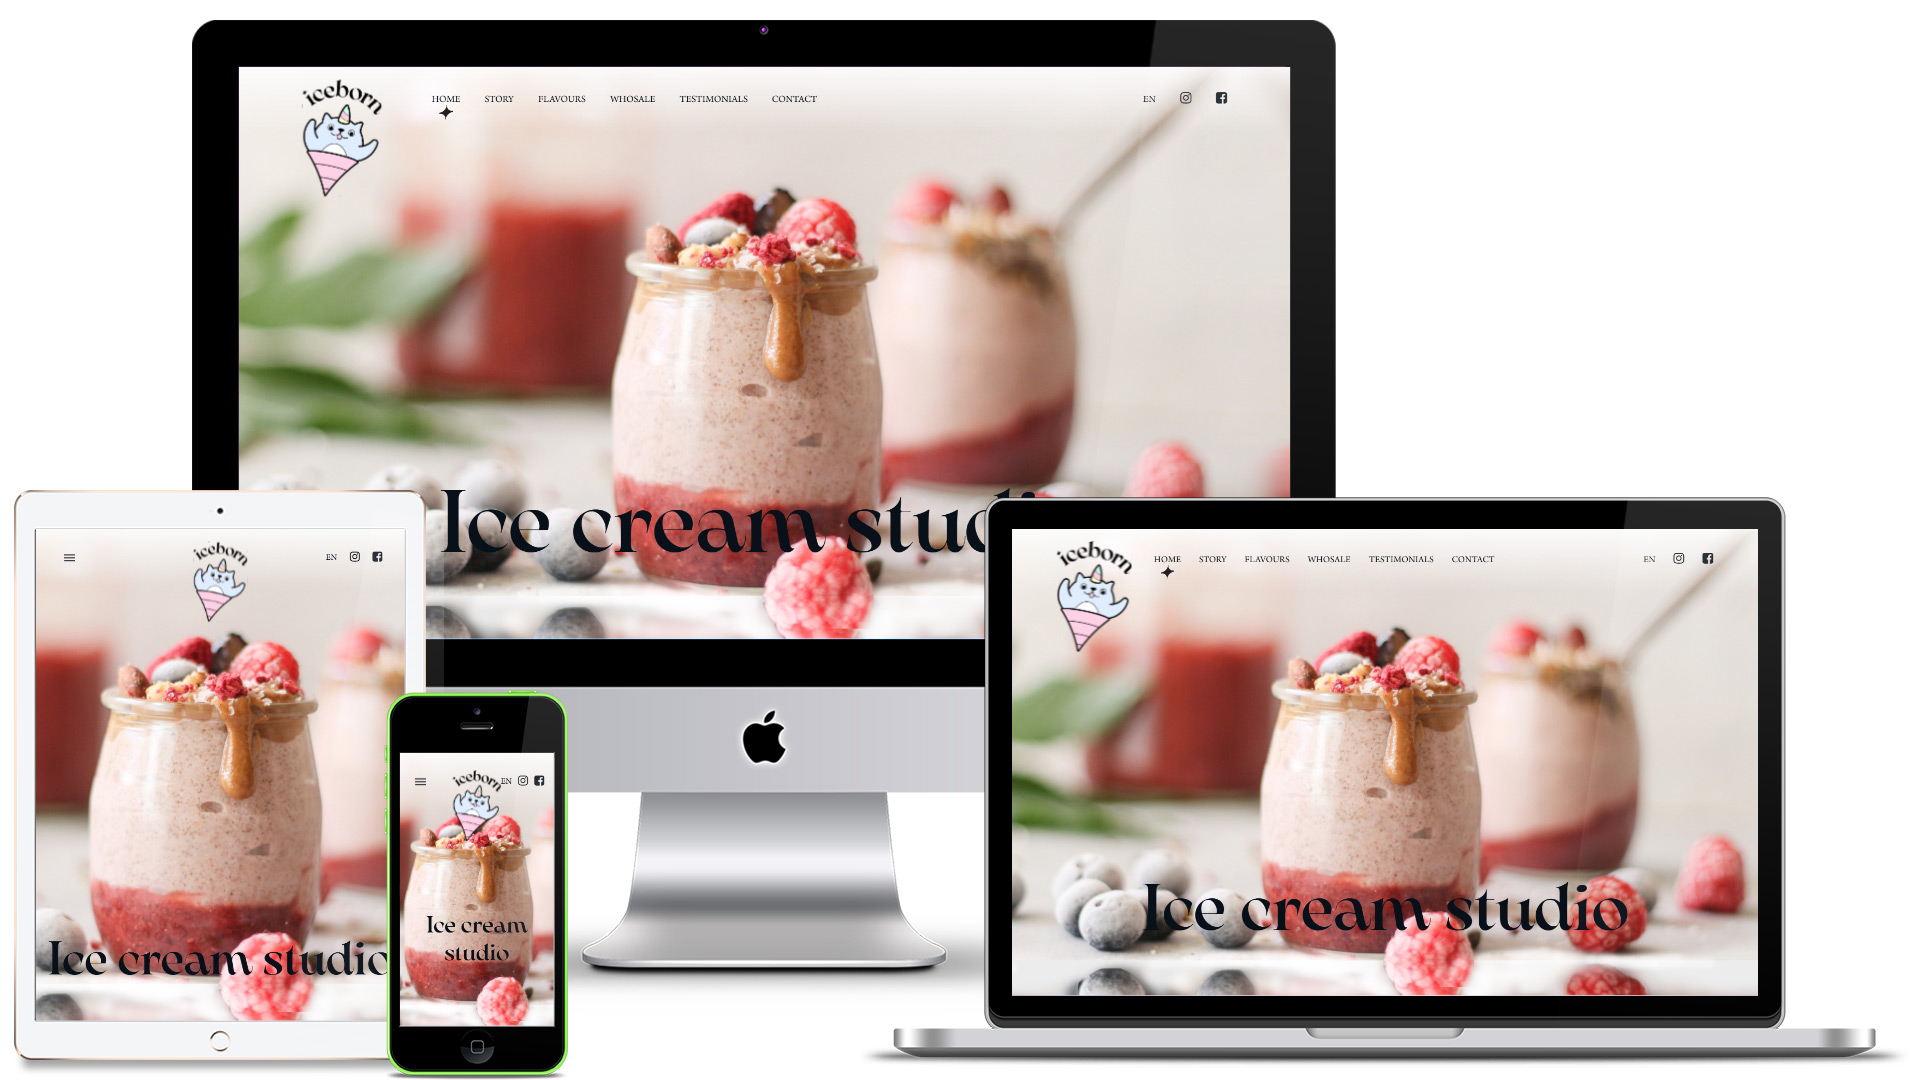 iceborn
HOME STORY FLAVOURS WHOSALE TESTIMONIALS CONTACT EN
Ice cream studi
iceborn
EN
Ice cream studio
iceborn
EN
Ice cream
studio
iceborn
HOME STORY FLAVOURS WHOSALE TESTIMONIALS CONTACT EN
Ice cream studio